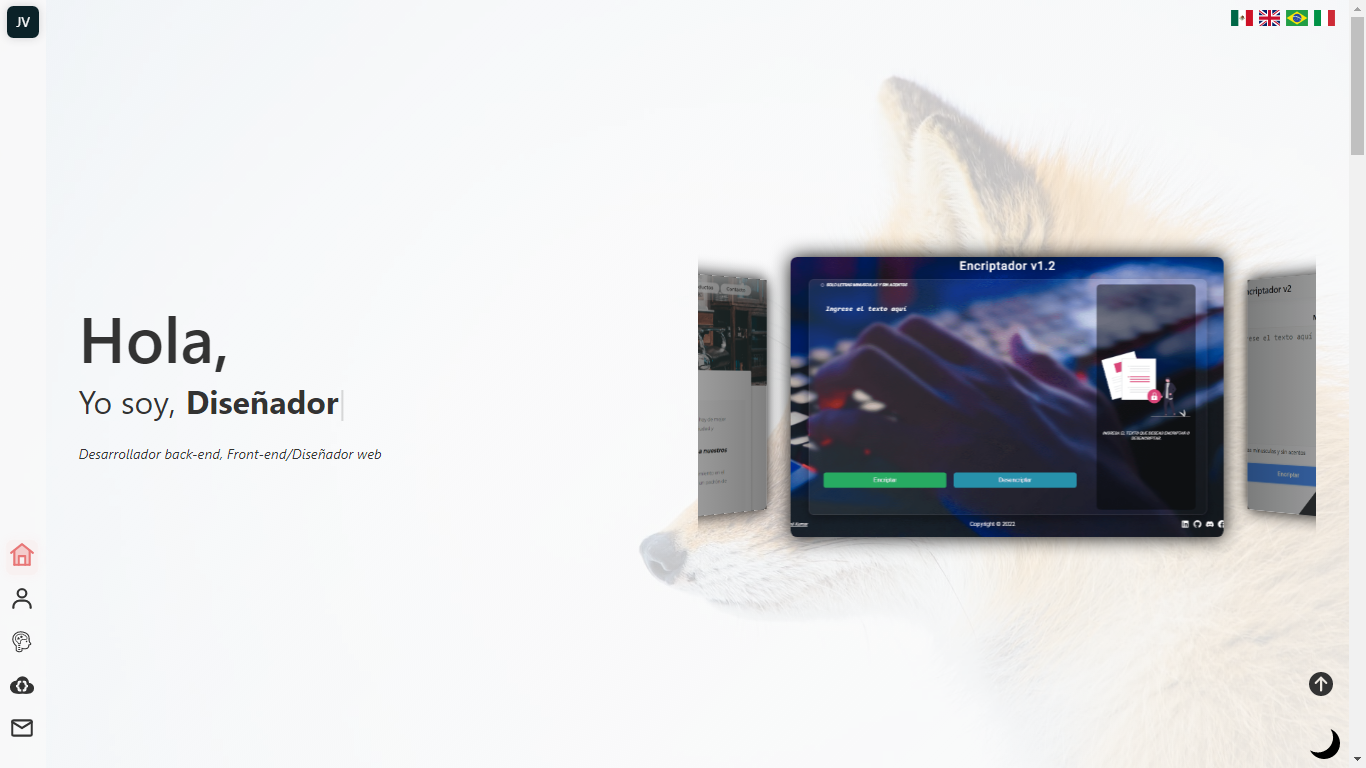 JV
Hola,
Yo soy, Diseñador
Desarrollador back-end, Front-end/Diseñador web
Contacto
Encriptador v1.2
SOLO LETRAS MINUSCULAS Y SIN ACENTOS
Ingrese el texto aquí
INGRESA EL TEXTO QUE DESEAS ENCRIPTAR O
DESENCRIPTAR
Encriptar
Desencriptar
Copyright © 2022
criptador v2
rese el texto aquí
Encriptar